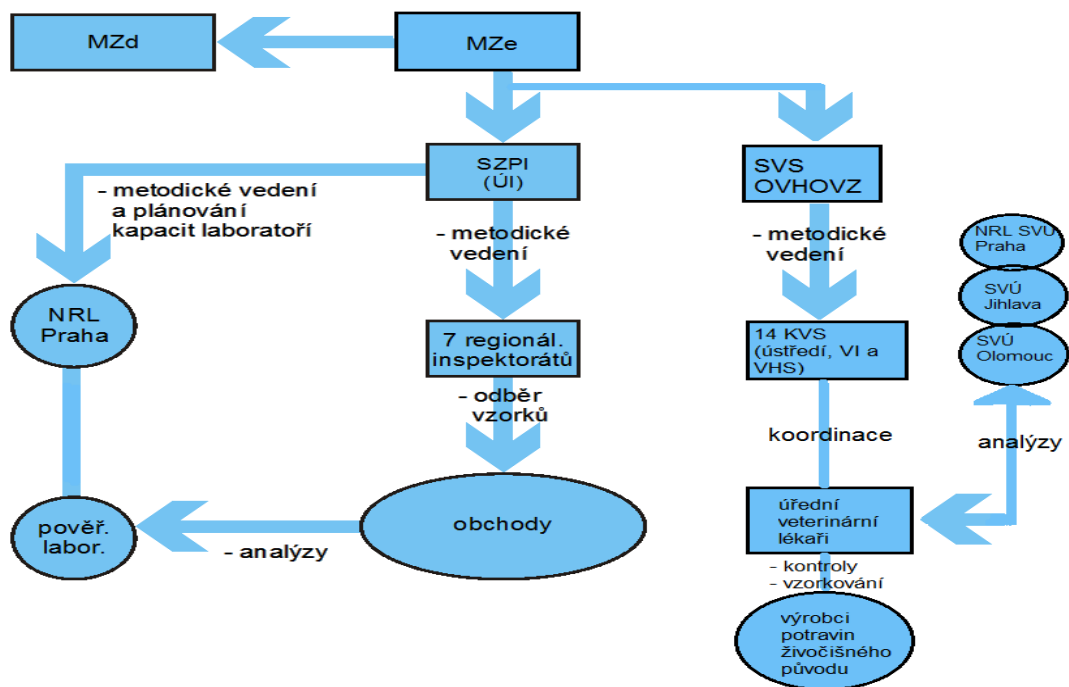 MZd
MZe
SZPI
(ÚI)
SVS
OVHOVZ
- metodické vedení
a plánování
kapacit laboratoří
- metodické
vedení
- metodické
vedení
NRL SVÚ
Praha
SVÚ
Jihlava
SVÚ
Olomouc
NRL
Praha
7 regionál.
inspektorátů
14 KVS
(ústředí, VI a
VHS)
- odběr
vzorků
koordinace
analýzy
pověř.
labor.
obchody
- analýzy
úřední
veterinární
lékaři
- kontroly
- vzorkování
výrobci
potravin
živočišného
původu